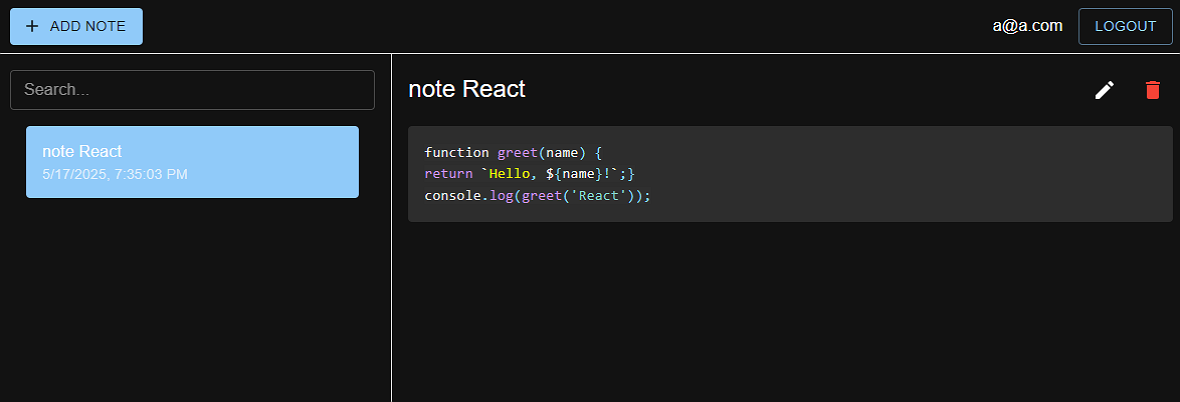 + ADD NOTE
a@a.com
LOGOUT
Search...
note React
5/17/2025, 7:35:03 PM
note React
function greet(name) {
return `Hello, ${name}!`;}
console.log(greet('React'));